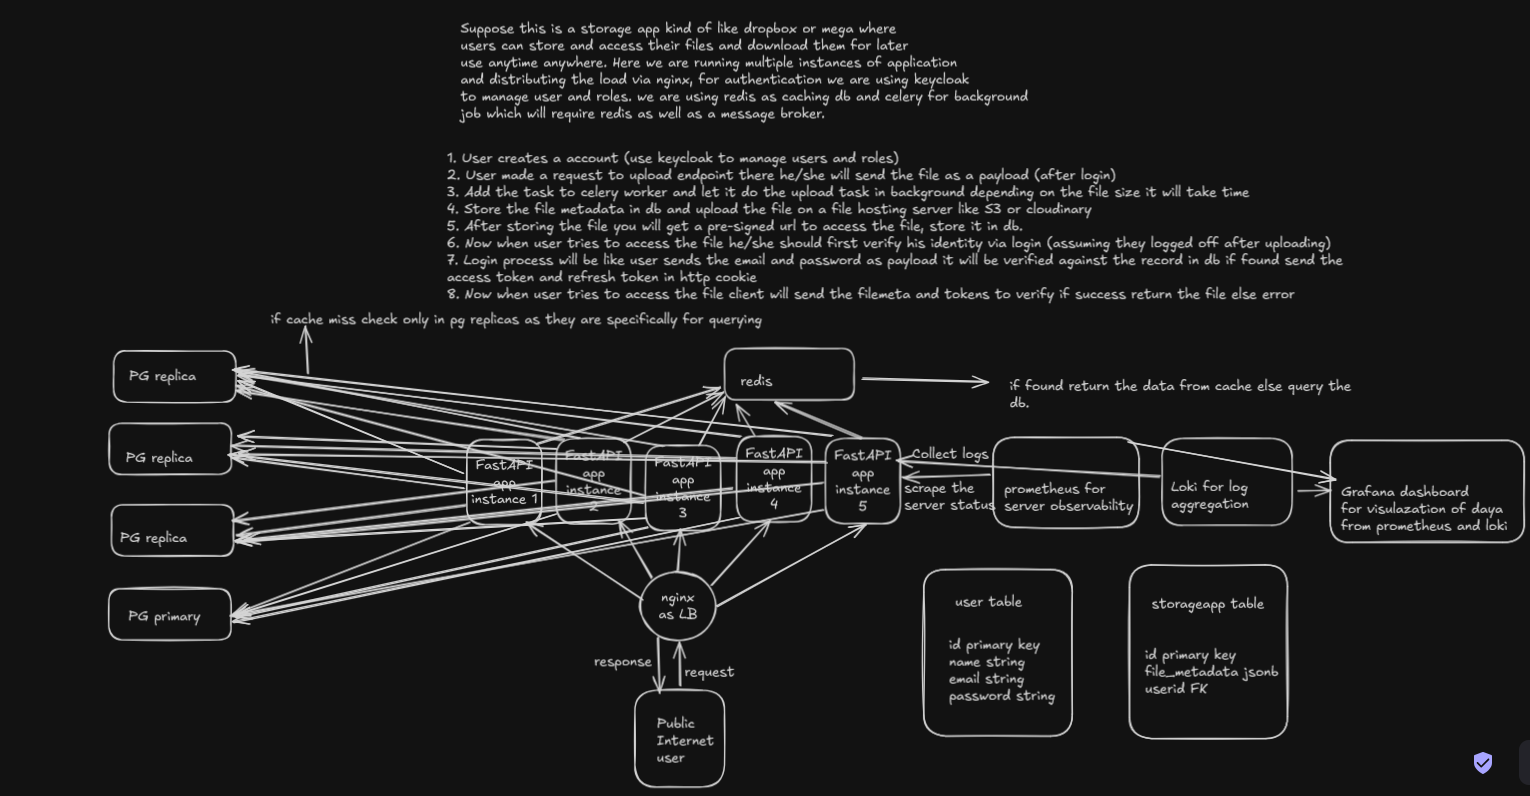 Suppose this is a storage app kind of like dropbox or mega where
users can store and access their files and download them for later
use anytime anywhere. Here we are running multiple instances of application
and distributing the load via nginx, for authentication we are using keycloak
to manage user and roles. we are using redis as caching db and celery for background
job which will require redis as well as a message broker.
1. User creates a account (use keycloak to manage users and roles)
2. User made a request to upload endpoint there he/she will send the file as a payload (after login)
3. Add the task to celery worker and let it do the upload task in background depending on the file size it will take time
4. Store the file metadata in db and upload the file on a file hosting server like S3 or cloudinary
5. After storing the file you will get a pre-signed url to access the file, store it in db.
6. Now when user tries to access the file he/she should first verify his identity via login (assuming they logged off after uploading)
7. Login process will be like user sends the email and password as payload it will be verified against the record in db if found send the
access token and refresh token in http cookie
8. Now when user tries to access the file client will send the filemeta and tokens to verify if success return the file else error
if cache miss check only in pg replicas as they are specifically for querying
PG replica
PG replica
PG replica
PG primary
redis
if found return the data from cache else query the
db.
FastAPI
app
instance 1
FastAPI
app
instance
2
FastAPI
app
instance
3
FastAPI
app
instance
4
FastAPI
app
instance
5
Collect logs
scrape the
server status
prometheus for
server observability
Loki for log
aggregation
Grafana dashboard
for visulazation of daya
from prometheus and loki
nginx
as LB
response
request
Public
Internet
user
user table
id primary key
name string
email string
password string
storageapp table
id primary key
file_metadata jsonb
userid FK